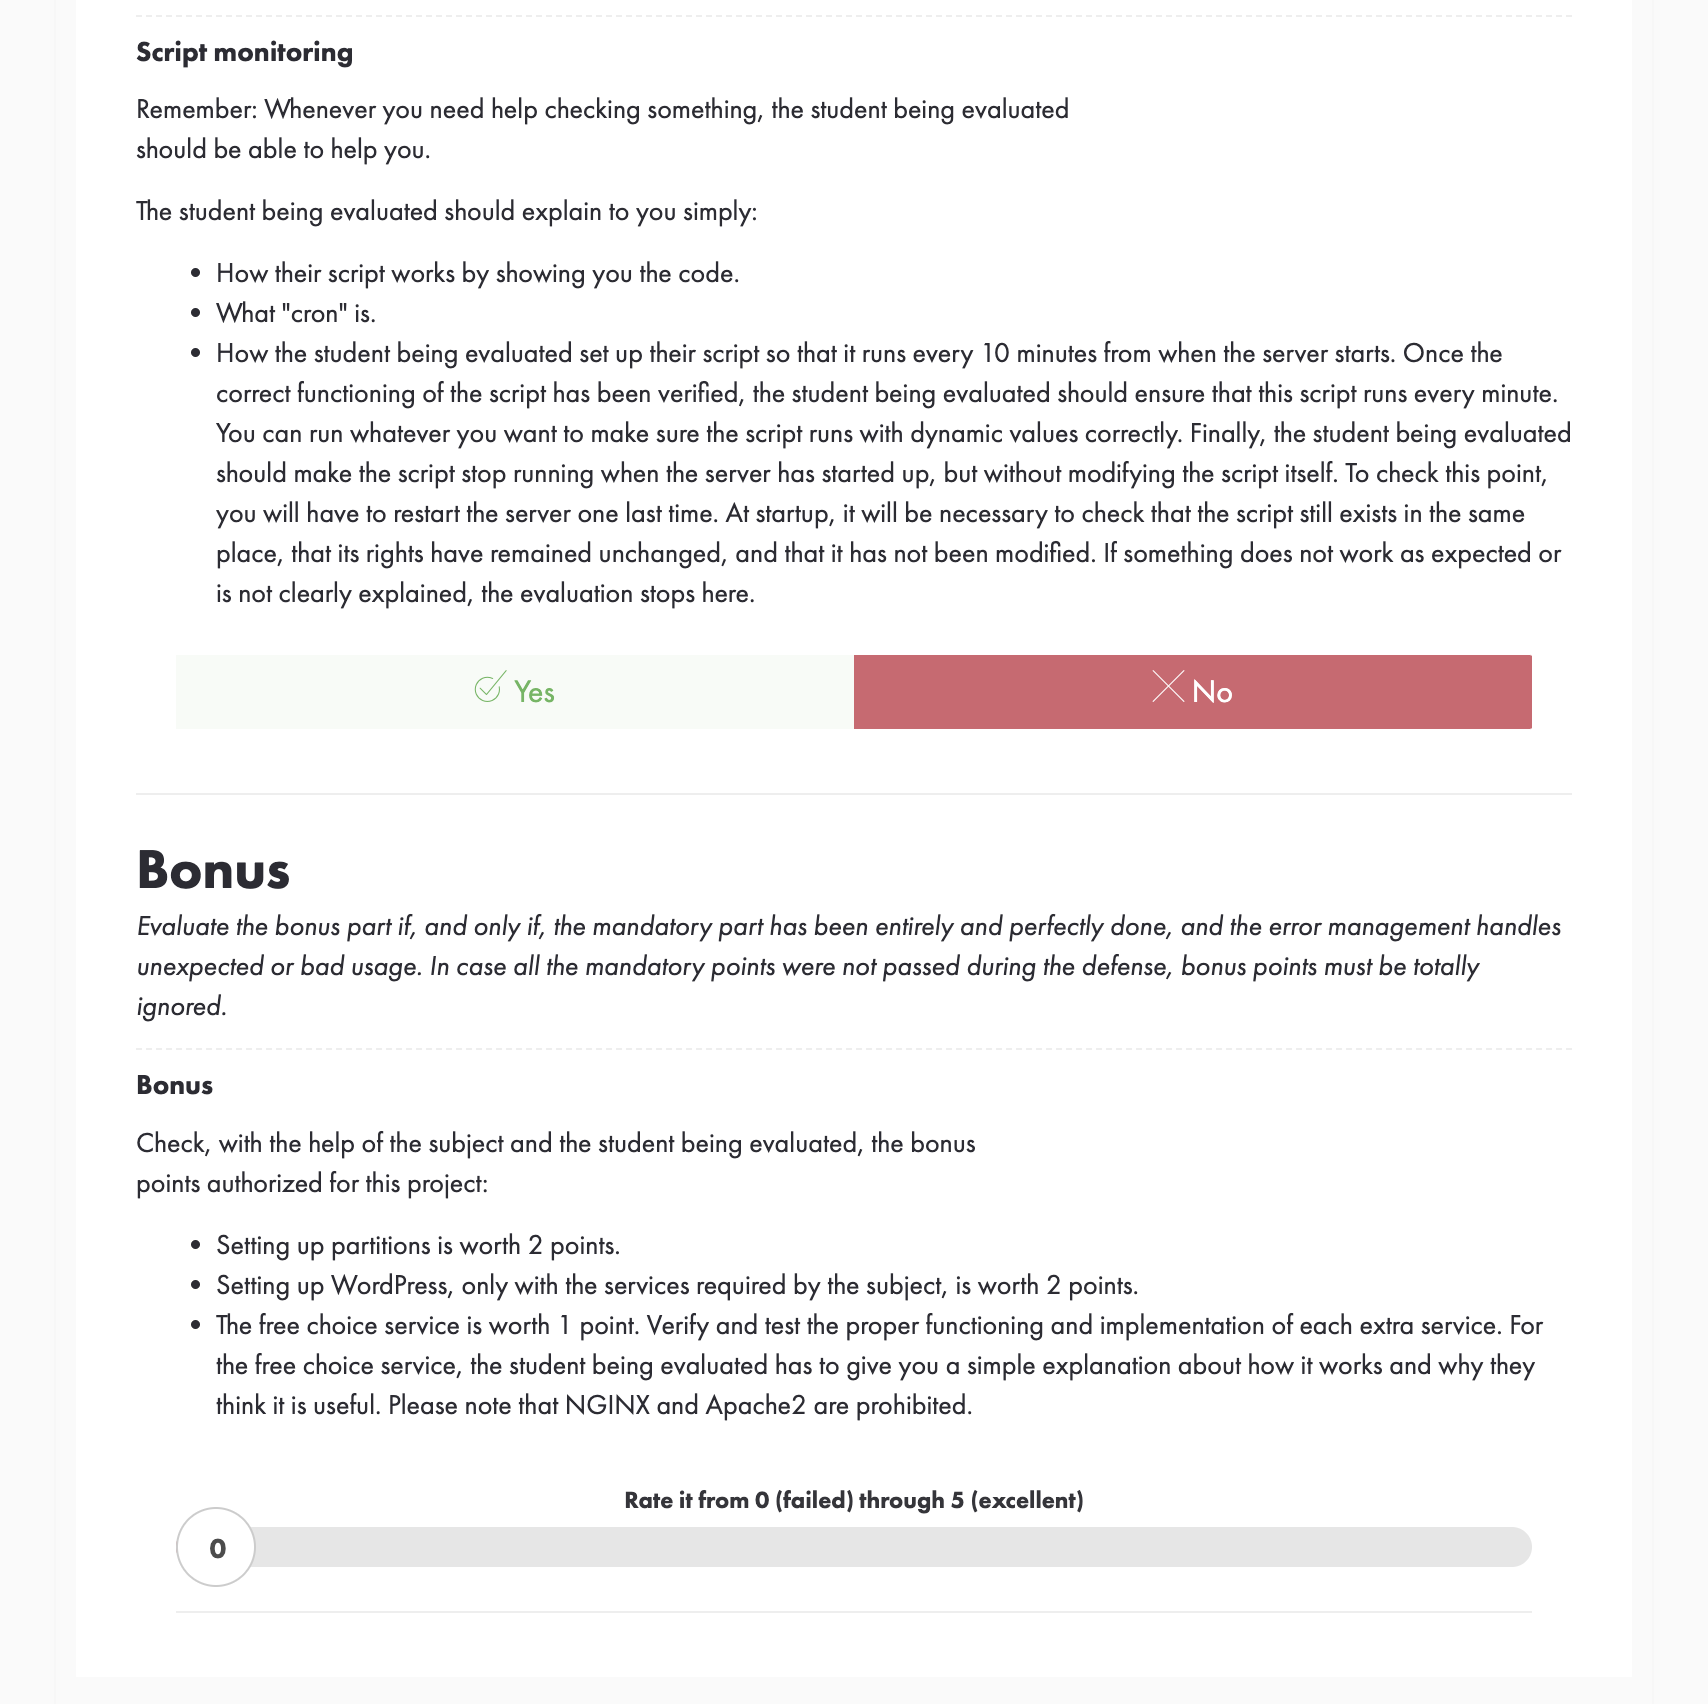 Script monitoring
Remember: Whenever you need help checking something, the student being evaluated
should be able to help you.
The student being evaluated should explain to you simply:
• How their script works by showing you the code.
• What "cron" is.
• How the student being evaluated set up their script so that it runs every 10 minutes from when the server starts. Once the
correct functioning of the script has been verified, the student being evaluated should ensure that this script runs every minute.
You can run whatever you want to make sure the script runs with dynamic values correctly. Finally, the student being evaluated
should make the script stop running when the server has started up, but without modifying the script itself. To check this point,
you will have to restart the server one last time. At startup, it will be necessary to check that the script still exists in the same
place, that its rights have remained unchanged, and that it has not been modified. If something does not work as expected or
is not clearly explained, the evaluation stops here.
Yes
No
Bonus
Evaluate the bonus part if, and only if, the mandatory part has been entirely and perfectly done, and the error management handles
unexpected or bad usage. In case all the mandatory points were not passed during the defense, bonus points must be totally
ignored.
Bonus
Check, with the help of the subject and the student being evaluated, the bonus
points authorized for this project:
• Setting up partitions is worth 2 points.
• Setting up WordPress, only with the services required by the subject, is worth 2 points.
• The free choice service is worth 1 point. Verify and test the proper functioning and implementation of each extra service. For
the free choice service, the student being evaluated has to give you a simple explanation about how it works and why they
think it is useful. Please note that NGINX and Apache2 are prohibited.
Rate it from 0 (failed) through 5 (excellent)
0